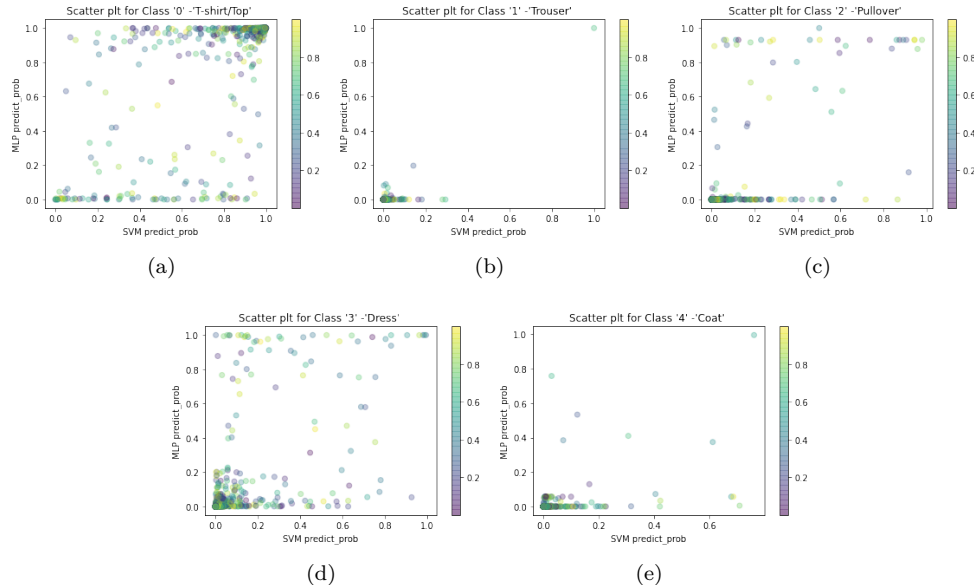 Scatter plt for Class '0' -'T-shirt/Top'
MLP predict_prob
1.0
0.8
0.6
0.4
0.2
0.0
0.0 0.2 0.4 0.6 0.8 1.0
SVM predict_prob
0.8
0.6
0.4
0.2
(a)
Scatter plt for Class '1' -'Trouser'
MLP predict_prob
1.0
0.8
0.6
0.4
0.2
0.0
0.0 0.2 0.4 0.6 0.8 1.0
SVM predict_prob
0.8
0.6
0.4
0.2
(b)
Scatter plt for Class '2' -'Pullover'
MLP predict_prob
1.0
0.8
0.6
0.4
0.2
0.0
0.0 0.2 0.4 0.6 0.8 1.0
SVM predict_prob
0.8
0.6
0.4
0.2
(c)
Scatter plt for Class '3' -'Dress'
MLP predict_prob
1.0
0.8
0.6
0.4
0.2
0.0
0.0 0.2 0.4 0.6 0.8 1.0
SVM predict_prob
0.8
0.6
0.4
0.2
(d)
Scatter plt for Class '4' -'Coat'
MLP predict_prob
1.0
0.8
0.6
0.4
0.2
0.0
0.0 0.2 0.4 0.6
SVM predict_prob
0.8
0.6
0.4
0.2
(e)